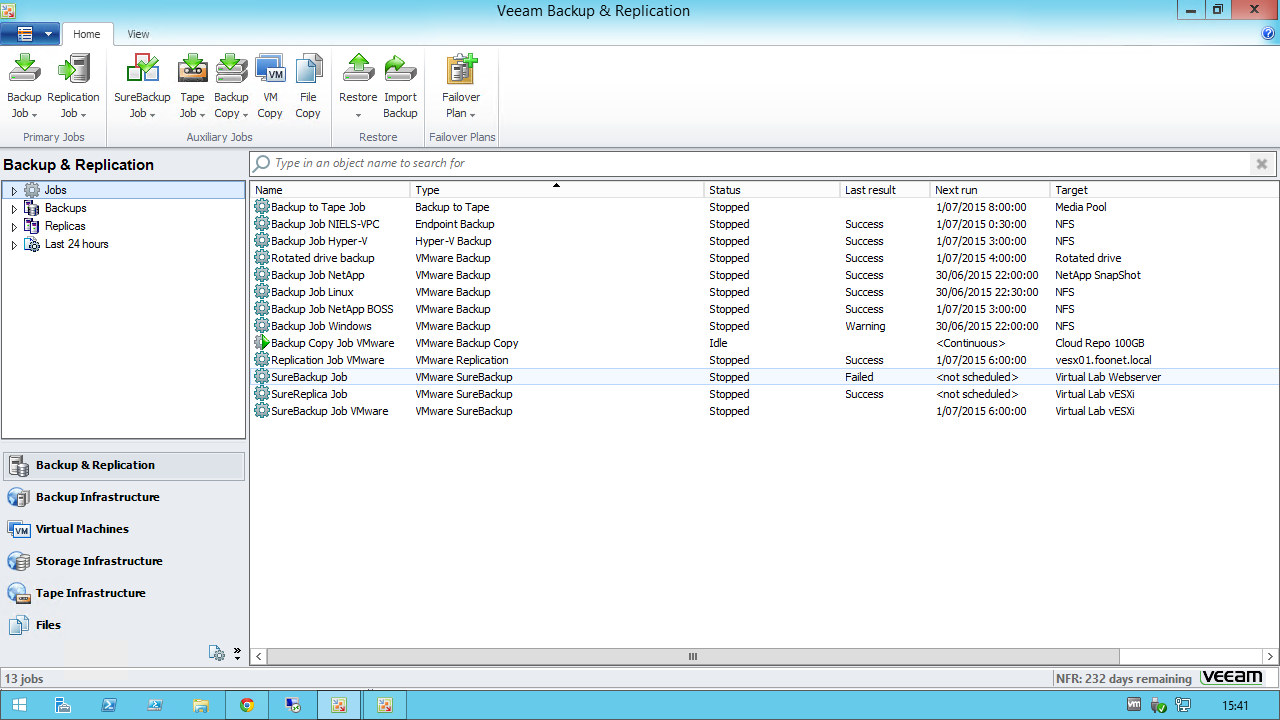 Veeam Backup & Replication
Home View
Backup Job Replication Job SureBackup Job Tape Job Backup Copy VM Copy File Copy Restore Import Backup Failover Plan
Primary Jobs Auxiliary Jobs Restore Failover Plans
Backup & Replication
Type in an object name to search for
Jobs
Backups
Replicas
Last 24 hours
Name Type Status Last result Next run Target
Backup to Tape Job Backup to Tape Stopped 1/07/2015 8:00:00 Media Pool
Backup Job NIELS-VPC Endpoint Backup Stopped Success 1/07/2015 0:30:00 NFS
Backup Job Hyper-V Hyper-V Backup Stopped Success 1/07/2015 3:00:00 NFS
Rotated drive backup VMware Backup Stopped Success 1/07/2015 4:00:00 Rotated drive
Backup Job NetApp VMware Backup Stopped Success 30/06/2015 22:00:00 NetApp SnapShot
Backup Job Linux VMware Backup Stopped Success 30/06/2015 22:30:00 NFS
Backup Job NetApp BOSS VMware Backup Stopped Success 1/07/2015 3:00:00 NFS
Backup Job Windows VMware Backup Stopped Warning 30/06/2015 22:00:00 NFS
Backup Copy Job VMware VMware Backup Copy Idle <Continuous> Cloud Repo 100GB
Replication Job VMware VMware Replication Stopped Success 1/07/2015 6:00:00 vesx01.foonet.local
SureBackup Job VMware SureBackup Stopped Failed <not scheduled> Virtual Lab Webserver
SureReplica Job VMware SureBackup Stopped Success <not scheduled> Virtual Lab vESXi
SureBackup Job VMware VMware SureBackup Stopped 1/07/2015 6:00:00 Virtual Lab vESXi
Backup & Replication
Backup Infrastructure
Virtual Machines
Storage Infrastructure
Tape Infrastructure
Files
13 jobs NFR: 232 days remaining veeam
15:41